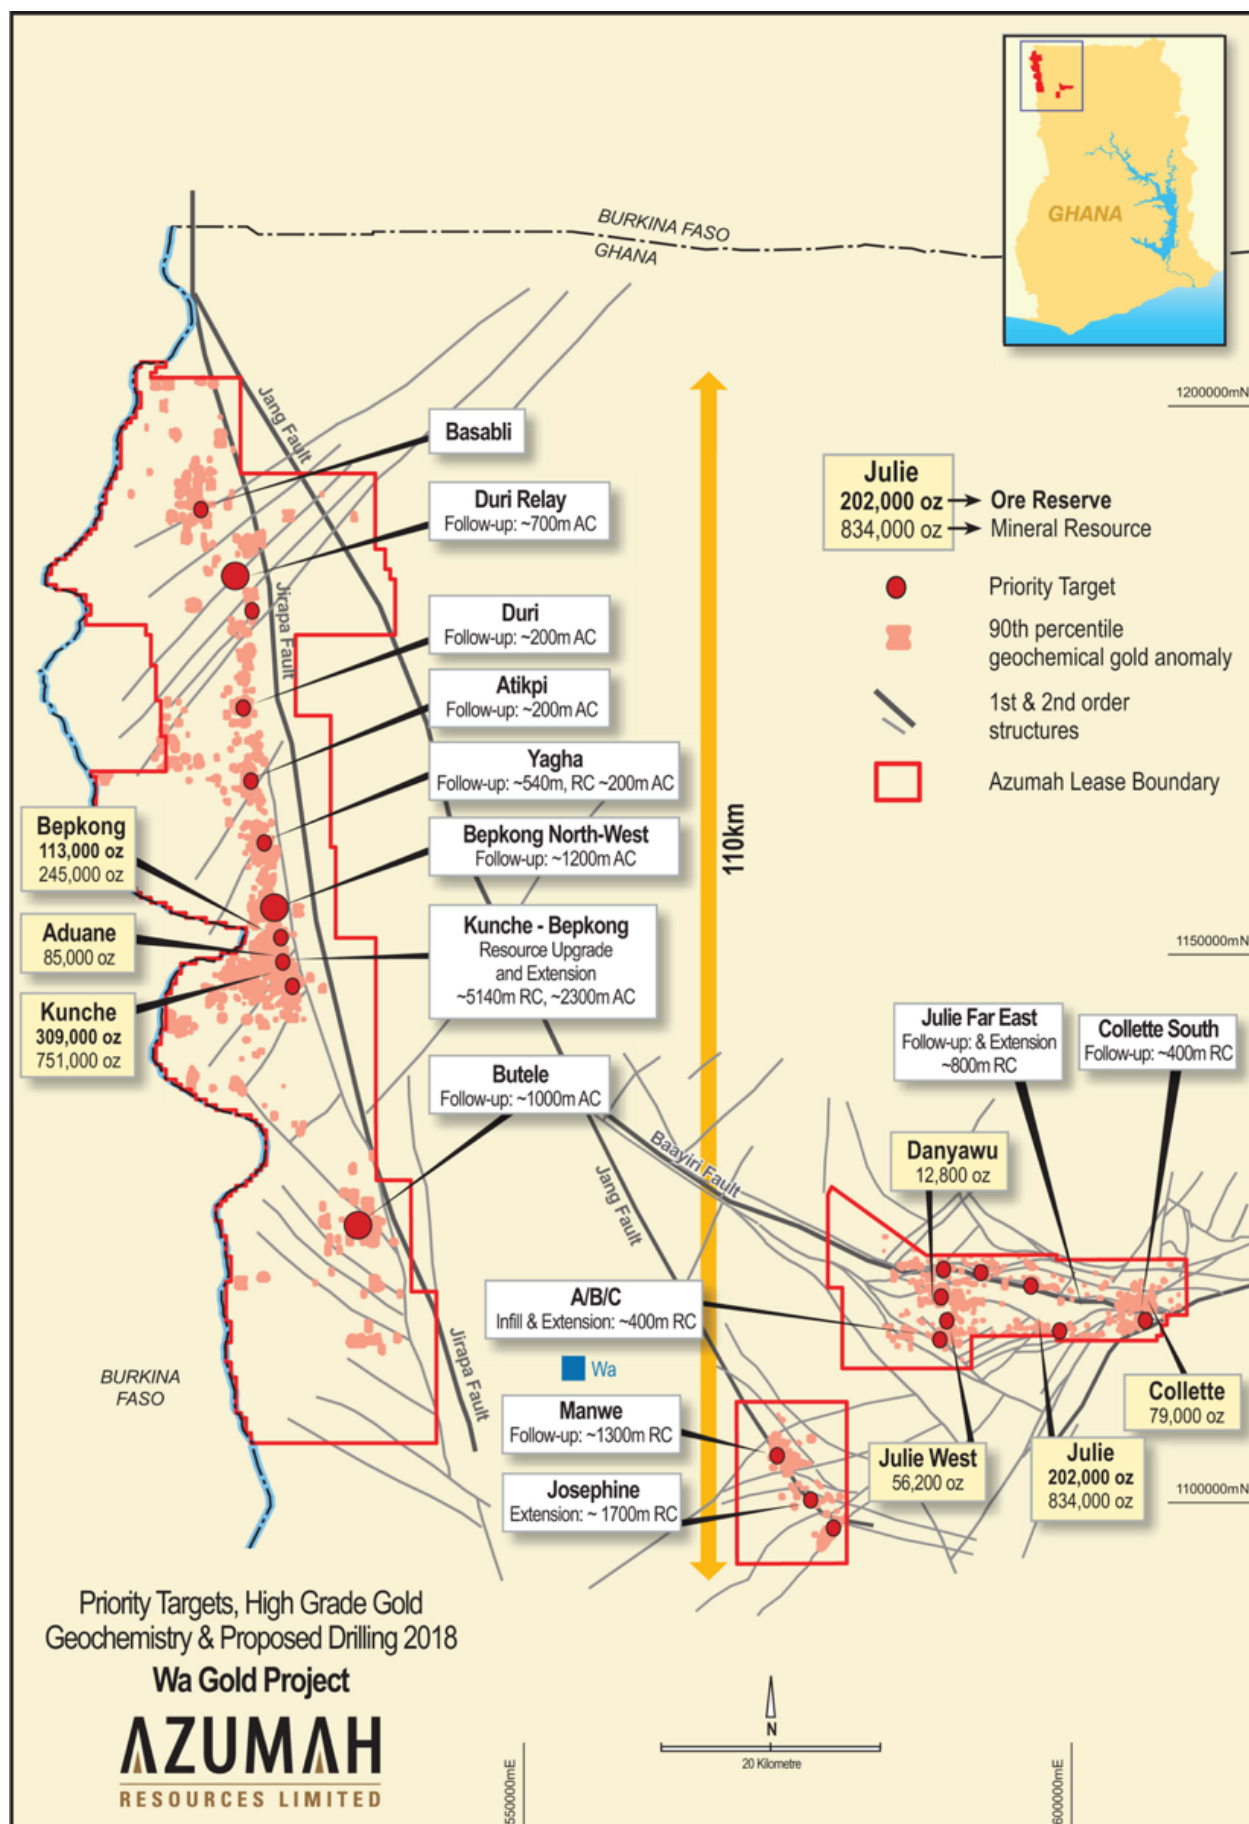 GHANA
BURKINA FASO
GHANA
1200000mN
Jang Fault
Basabli
Duri Relay
Follow-up: ~700m AC
Jirapa Fault
Duri
Follow-up: ~200m AC
Atikpi
Follow-up: ~200m AC
Yagha
Follow-up: ~540m, RC ~200m AC
Bepkong North-West
Follow-up: ~1200m AC
Kunche - Bepkong
Resource Upgrade
and Extension
~5140m RC, ~2300m AC
Butele
Follow-up: ~1000m AC
Bepkong
113,000 oz
245,000 oz
Aduane
85,000 oz
Kunche
309,000 oz
751,000 oz
110km
Julie
202,000 oz
834,000 oz
Ore Reserve
Mineral Resource
Priority Target
90th percentile
geochemical gold anomaly
1st & 2nd order
structures
Azumah Lease Boundary
1150000mN
Julie Far East
Follow-up: & Extension
~800m RC
Collette South
Follow-up: ~400m RC
Danyawu
12,800 oz
Baayiri Fault
Jang Fault
A/B/C
Infill & Extension: ~400m RC
Wa
Jirapa Fault
BURKINA
FASO
Manwe
Follow-up: ~1300m RC
Josephine
Extension: ~ 1700m RC
Julie West
56,200 oz
Julie
202,000 oz
834,000 oz
Collette
79,000 oz
1100000mN
Priority Targets, High Grade Gold
Geochemistry & Proposed Drilling 2018
Wa Gold Project
AZUMAH
RESOURCES LIMITED
N
20 Kilometre
550000mE
600000mE